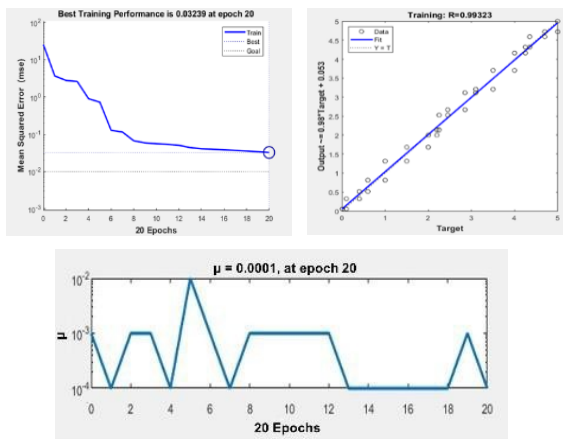 Best Training Performance is 0.03239 at epoch 20
Mean Squared Error (mse)
10^2
10^1
10^0
10^-1
10^-2
10^-3
Train
Best
Goal
0 2 4 6 8 10 12 14 16 18 20
20 Epochs
Training: R=0.99323
Output ~= 0.98*Target + 0.053
5
4.5
4
3.5
3
2.5
2
1.5
1
0.5
0
Data
Fit
Y = T
0 1 2 3 4 5
Target
μ = 0.0001, at epoch 20
μ
10^-2
10^-3
10^-4
0 2 4 6 8 10 12 14 16 18 20
20 Epochs